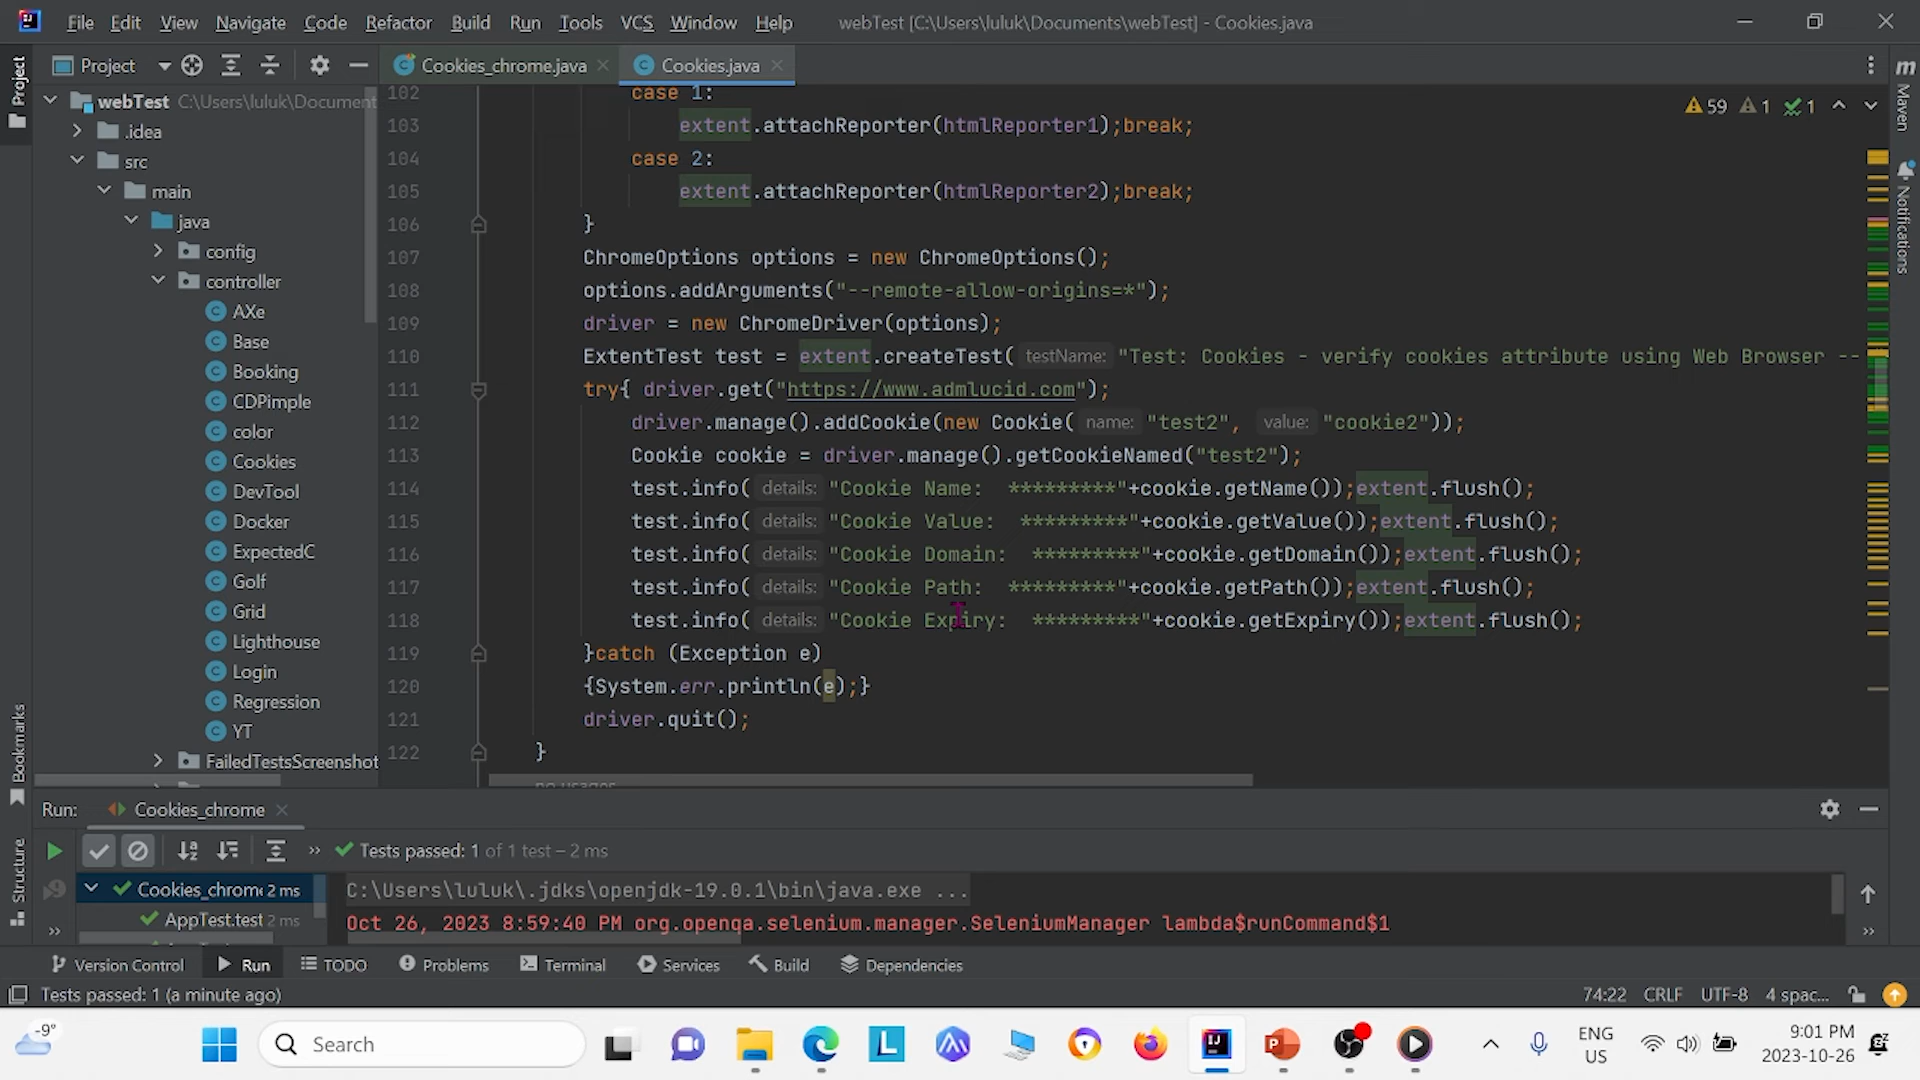 File Edit View Navigate Code Refactor Build Run Tools VCS Window Help webTest [C:\Users\luluk\Documents\webTest] - Cookies.java
Project Cookies_chrome.java Cookies.java
Project
webTest C:\Users\luluk\Document
.idea
src
main
java
config
controller
AXe
Base
Booking
CDPimple
color
Cookies
DevTool
Docker
ExpectedC
Golf
Grid
Lighthouse
Login
Regression
YT
FailedTestsScreenshot
59 1 1
102 case 1:
103 extent.attachReporter(htmlReporter1);break;
104 case 2:
105 extent.attachReporter(htmlReporter2);break;
106 }
107 ChromeOptions options = new ChromeOptions();
108 options.addArguments("--remote-allow-origins=*");
109 driver = new ChromeDriver(options);
110 ExtentTest test = extent.createTest( testName: "Test: Cookies - verify cookies attribute using Web Browser --
111 try{ driver.get("https://www.admlucid.com");
112 driver.manage().addCookie(new Cookie( name: "test2", value: "cookie2"));
113 Cookie cookie = driver.manage().getCookieNamed("test2");
114 test.info( details: "Cookie Name:  *********"+cookie.getName());extent.flush();
115 test.info( details: "Cookie Value:  *********"+cookie.getValue());extent.flush();
116 test.info( details: "Cookie Domain:  *********"+cookie.getDomain());extent.flush();
117 test.info( details: "Cookie Path:  *********"+cookie.getPath());extent.flush();
118 test.info( details: "Cookie Expiry:  *********"+cookie.getExpiry());extent.flush();
119 }catch (Exception e)
120 {System.err.println(e);}
121 driver.quit();
122 }
no usages
Maven
Notifications
Bookmarks
Structure
Run: Cookies_chrome
Tests passed: 1 of 1 test – 2 ms
Cookies_chrome 2 ms
AppTest.test 2 ms
C:\Users\luluk\.jdks\openjdk-19.0.1\bin\java.exe ...
Oct 26, 2023 8:59:40 PM org.openqa.selenium.manager.SeleniumManager lambda$runCommand$1
Version Control Run TODO Problems Terminal Services Build Dependencies
Tests passed: 1 (a minute ago) 74:22 CRLF UTF-8 4 spac...
-9° Search ENG US 9:01 PM 2023-10-26